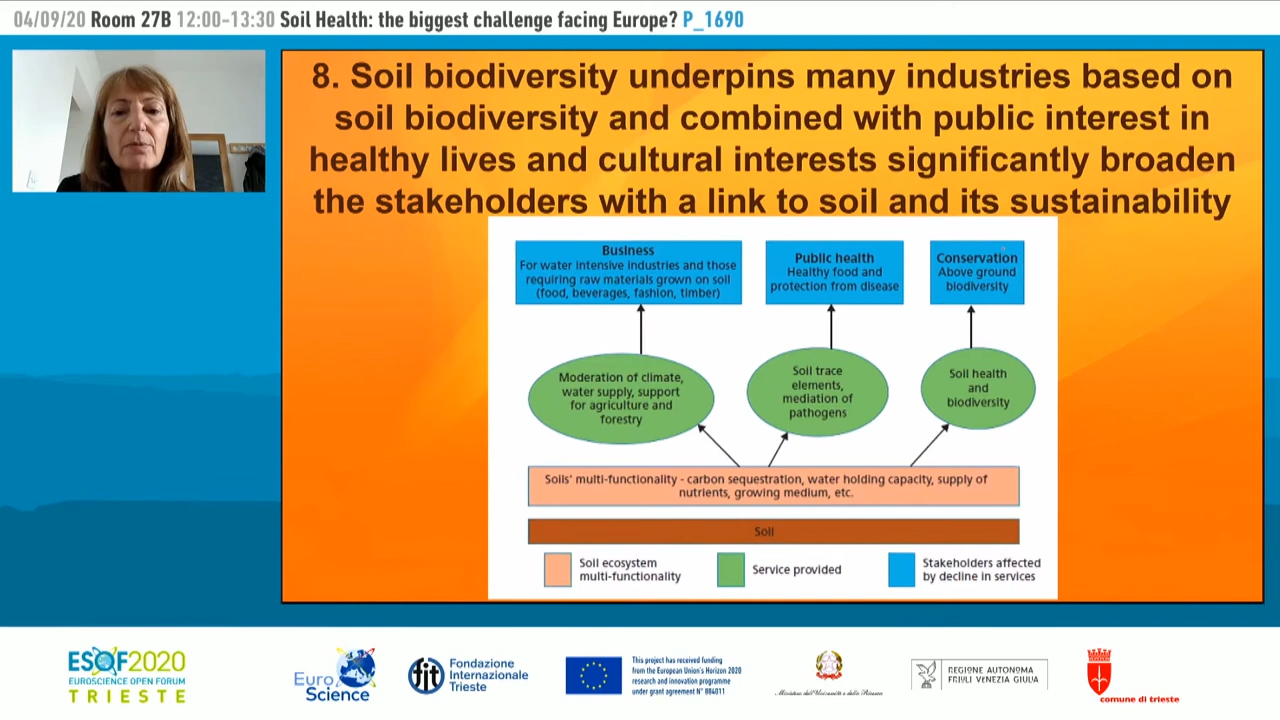 04/09/20 Room 27B 12:00-13:30 Soil Health: the biggest challenge facing Europe? P_1690
8. Soil biodiversity underpins many industries based on
soil biodiversity and combined with public interest in
healthy lives and cultural interests significantly broaden
the stakeholders with a link to soil and its sustainability
Business
For water intensive industries and those
requiring raw materials grown on soil
(food, beverages, fashion, timber)
Public health
Healthy food and
protection from disease
Conservation
Above ground
biodiversity
Moderation of climate,
water supply, support
for agriculture and
forestry
Soil trace
elements,
mediation of
pathogens
Soil health
and
biodiversity
Soils' multi-functionality - carbon sequestration, water holding capacity, supply of
nutrients, growing medium, etc.
Soil
Soil ecosystem
multi-functionality
Service provided
Stakeholders affected
by decline in services
ESOF2020
EUROSCIENCE OPEN FORUM
TRIESTE
Euro
Science
fit
Fondazione
Internazionale
Trieste
This project has received funding
from the European Union's Horizon 2020
research and innovation programme
under grant agreement N° 884011
Ministero dell'Università e della Ricerca
REGIONE AUTONOMA
FRIULI VENEZIA GIULIA
comune di trieste